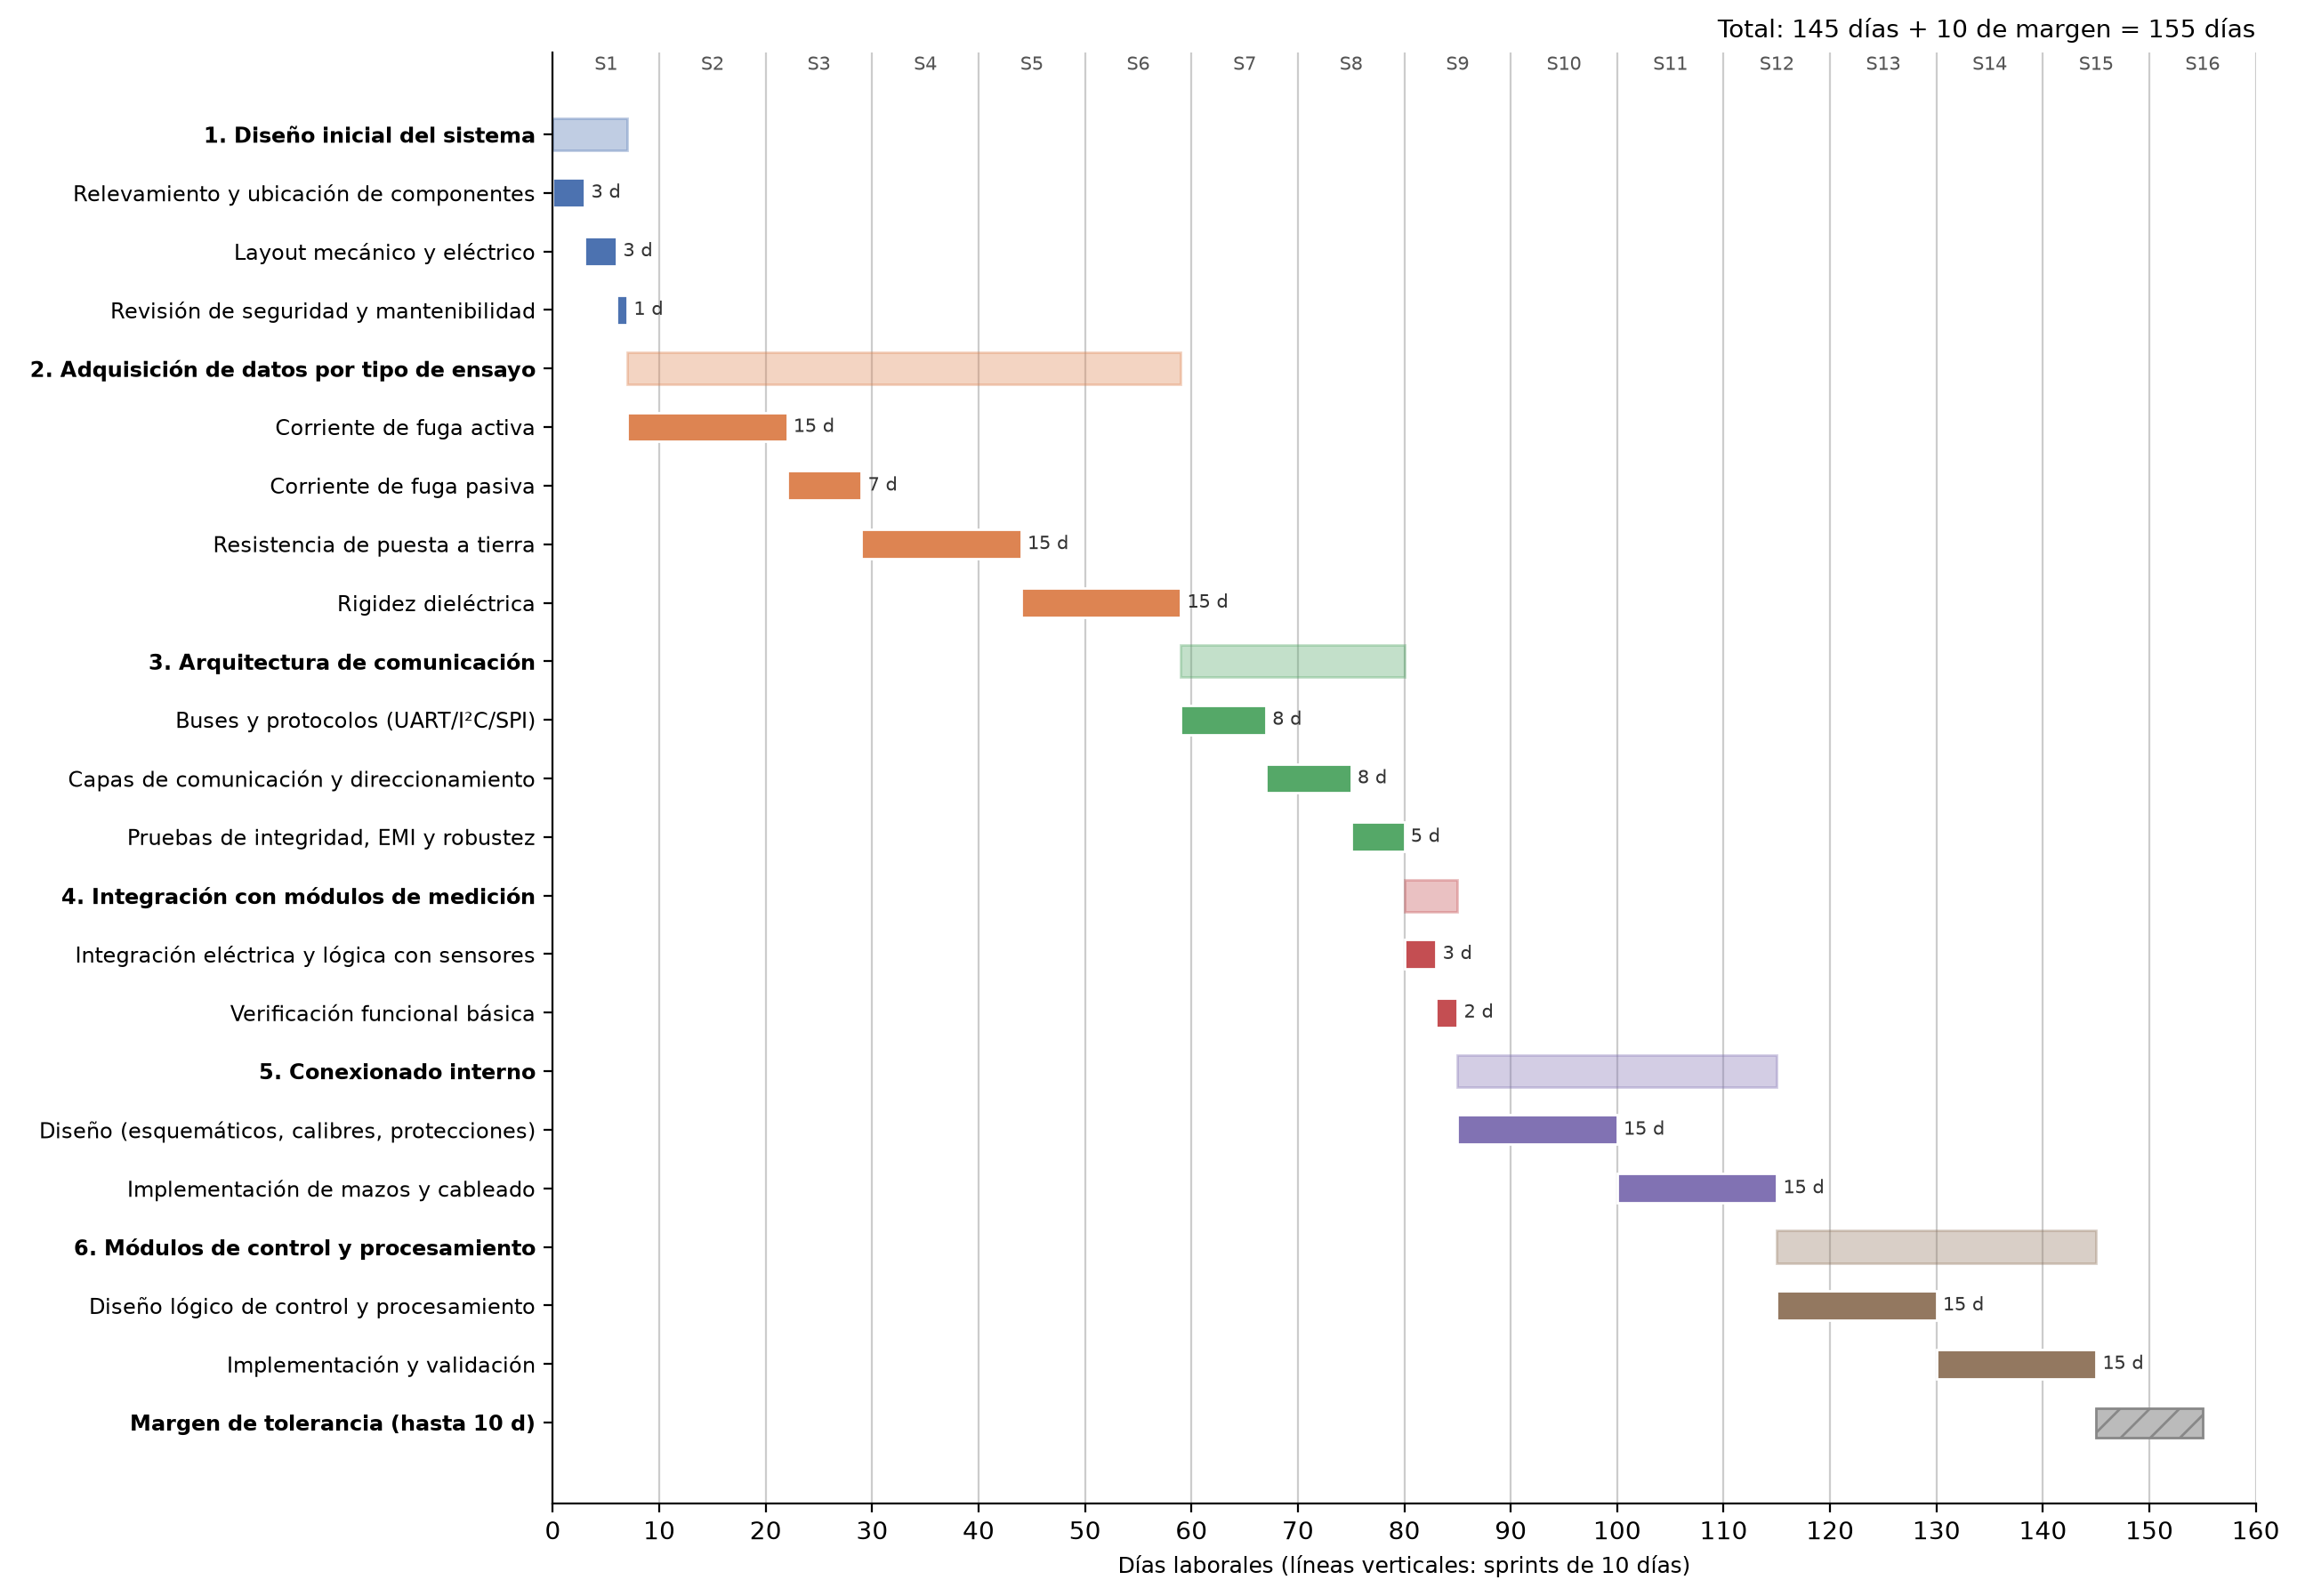 Total: 145 días + 10 de margen = 155 días
S1 S2 S3 S4 S5 S6 S7 S8 S9 S10 S11 S12 S13 S14 S15 S16
1. Diseño inicial del sistema
Relevamiento y ubicación de componentes 3 d
Layout mecánico y eléctrico 3 d
Revisión de seguridad y mantenibilidad 1 d
2. Adquisición de datos por tipo de ensayo
Corriente de fuga activa 15 d
Corriente de fuga pasiva 7 d
Resistencia de puesta a tierra 15 d
Rigidez dieléctrica 15 d
3. Arquitectura de comunicación
Buses y protocolos (UART/I²C/SPI) 8 d
Capas de comunicación y direccionamiento 8 d
Pruebas de integridad, EMI y robustez 5 d
4. Integración con módulos de medición
Integración eléctrica y lógica con sensores 3 d
Verificación funcional básica 2 d
5. Conexionado interno
Diseño (esquemáticos, calibres, protecciones) 15 d
Implementación de mazos y cableado 15 d
6. Módulos de control y procesamiento
Diseño lógico de control y procesamiento 15 d
Implementación y validación 15 d
Margen de tolerancia (hasta 10 d)
0 10 20 30 40 50 60 70 80 90 100 110 120 130 140 150 160
Días laborales (líneas verticales: sprints de 10 días)